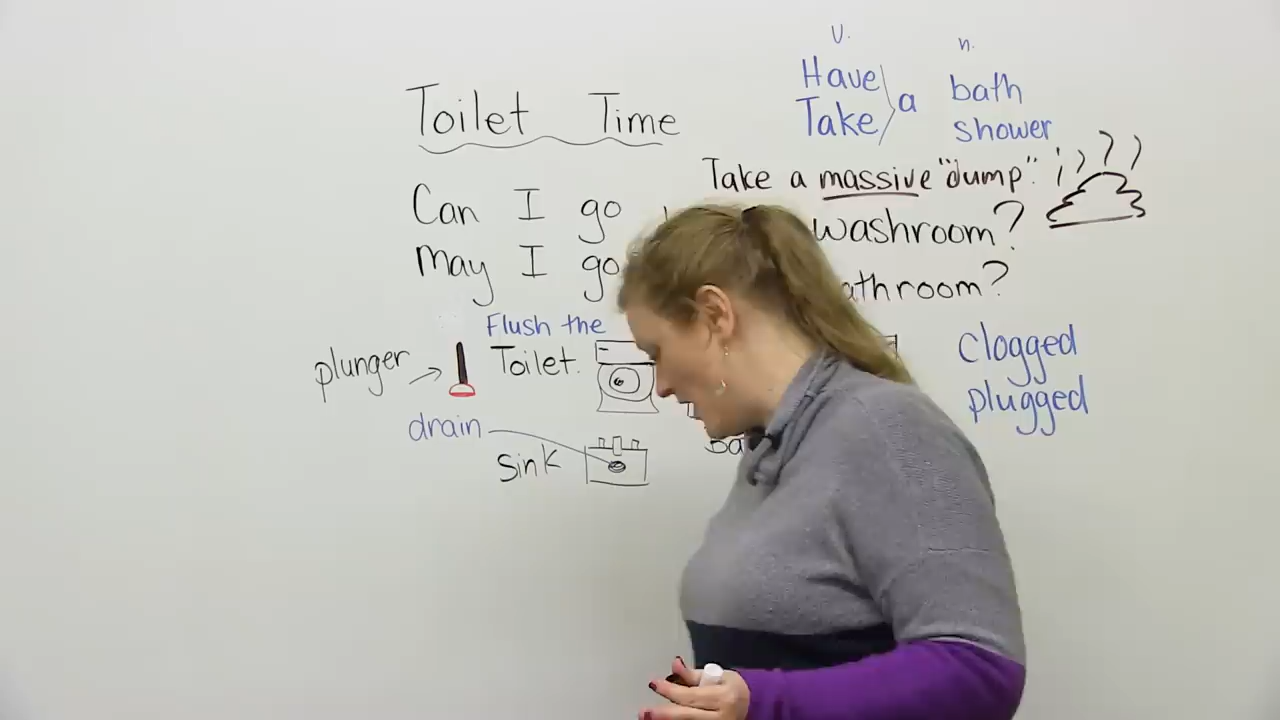 v. n.
Have
Take a bath
shower
Toilet Time
Take a massive "dump".
Can I go washroom?
May I go
Flush the
plunger Toilet.
Clogged
plugged
drain
Sink